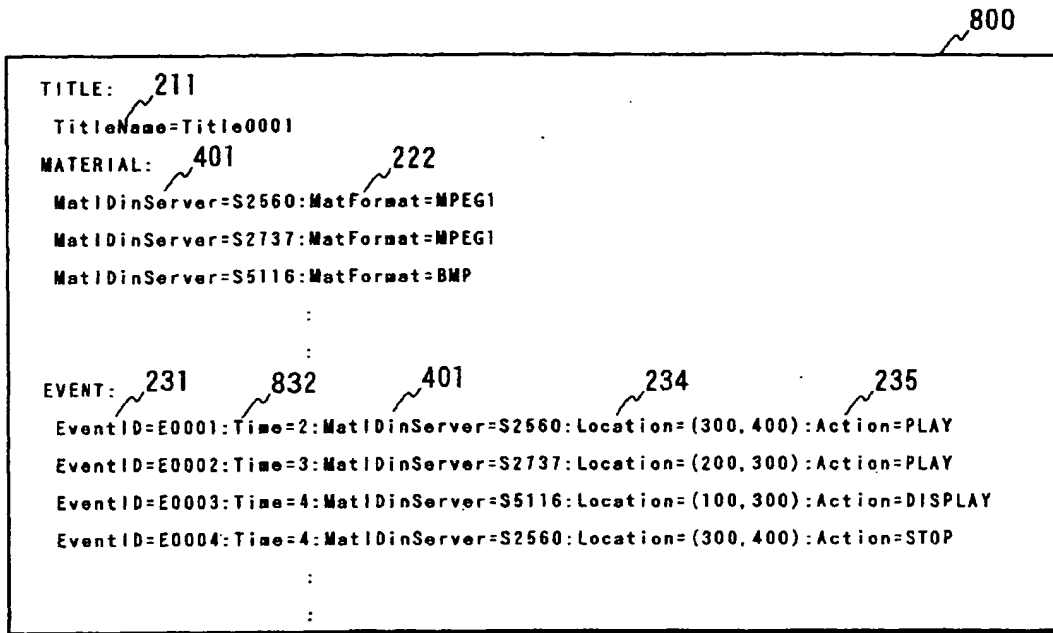 800
TITLE: 211
TitleName=Title0001
MATERIAL: 401 222
MatIDinServer=S2560:MatFormat=MPEG1
MatIDinServer=S2737:MatFormat=MPEG1
MatIDinServer=S5116:MatFormat=BMP
:
:
EVENT: 231 832 401 234 235
EventID=E0001:Time=2:MatIDinServer=S2560:Location=(300,400):Action=PLAY
EventID=E0002:Time=3:MatIDinServer=S2737:Location=(200,300):Action=PLAY
EventID=E0003:Time=4:MatIDinServer=S5116:Location=(100,300):Action=DISPLAY
EventID=E0004:Time=4:MatIDinServer=S2560:Location=(300,400):Action=STOP
:
: